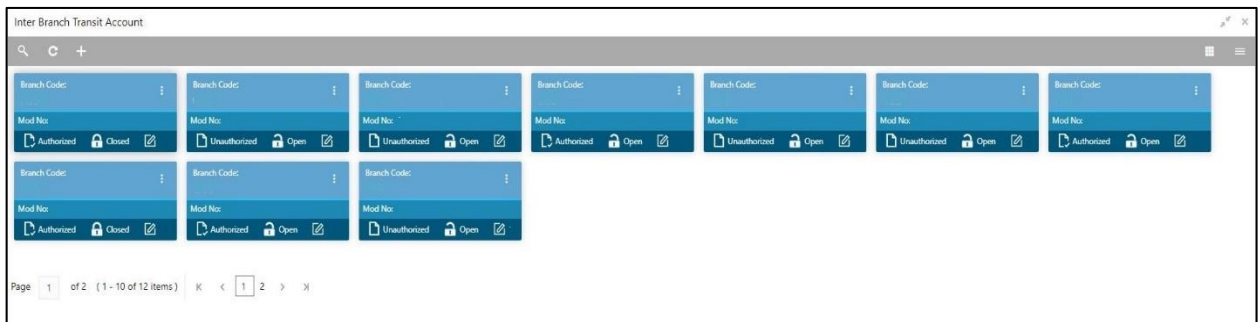 Inter Branch Transit Account
Branch Code: Branch Code: Branch Code: Branch Code: Branch Code: Branch Code: Branch Code:
Mod No: Mod No: Mod No: Mod No: Mod No: Mod No: Mod No:
Authorized Closed Unauthorized Open Unauthorized Open Authorized Open Unauthorized Open Unauthorized Open Authorized Open
Branch Code: Branch Code: Branch Code:
Mod No: Mod No: Mod No:
Authorized Closed Authorized Open Unauthorized Open
Page 1 of 2 ( 1 - 10 of 12 items ) 1 2